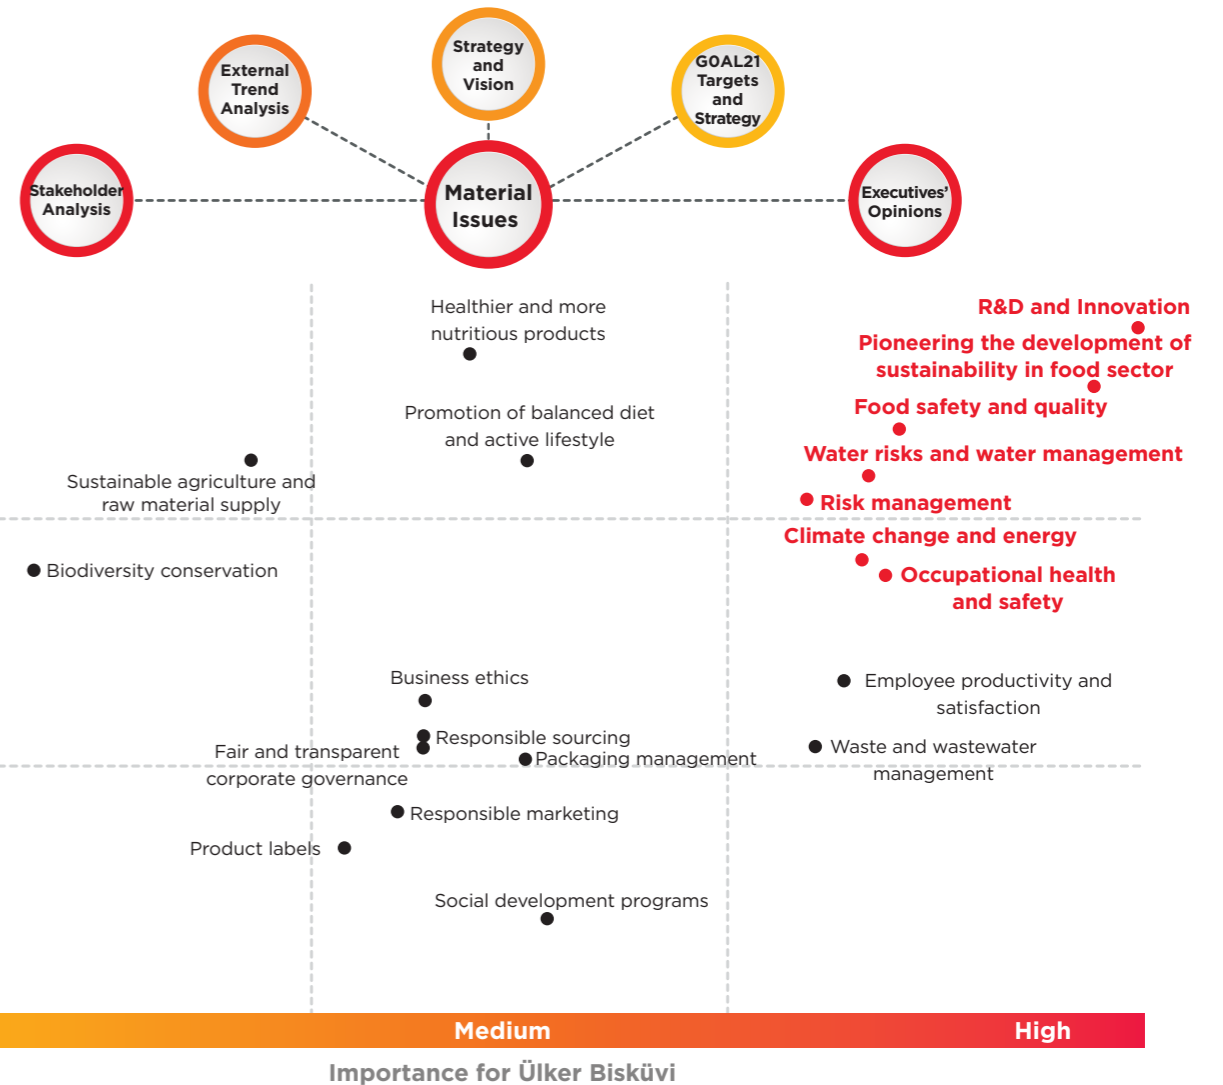 Strategy
and
Vision
External
Trend
Analysis
G0AL21
Targets
and
Strategy
Stakeholder
Analysis
Material
Issues
Executives’
Opinions
Healthier and more
nutritious products
R&D and Innovation
Pioneering the development of
sustainability in food sector
Promotion of balanced diet
and active lifestyle
Food safety and quality
Water risks and water management
Sustainable agriculture and
raw material supply
Risk management
Climate change and energy
Biodiversity conservation
Occupational health
and safety
Business ethics
Employee productivity and
satisfaction
Responsible sourcing
Fair and transparent
corporate governance
Packaging management
Waste and wastewater
management
Responsible marketing
Product labels
Social development programs
Medium
High
Importance for Ülker Bisküvi